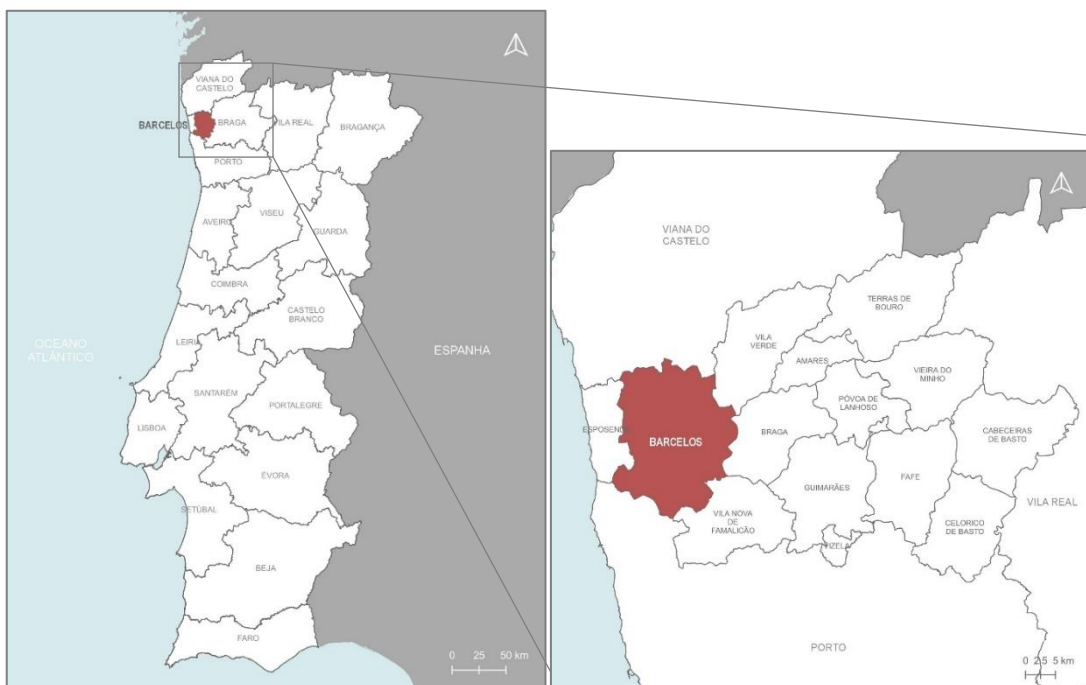 VIANA DO
CASTELO
BARCELOS
BRAGA
VILA REAL
BRAGANÇA
PORTO
AVEIRO
VISEU
GUARDA
COIMBRA
CASTELO
BRANCO
OCEANO
ATLÂNTICO
LEIRIA
ESPANHA
SANTARÉM
PORTALEGRE
LISBOA
ÉVORA
SETÚBAL
BEJA
FARO
0 25 50 km
VIANA DO
CASTELO
TERRAS DE
BOURO
VILA
VERDE
AMARES
VIEIRA DO
MINHO
PÓVOA DE
LANHOSO
ESPOSENDE
BARCELOS
BRAGA
CABECEIRAS
DE BASTO
GUIMARÃES
FAFE
VILA REAL
VILA NOVA
DE
FAMALICÃO
CELORICO
DE BASTO
VIZELA
PORTO
0 2.5 5 km